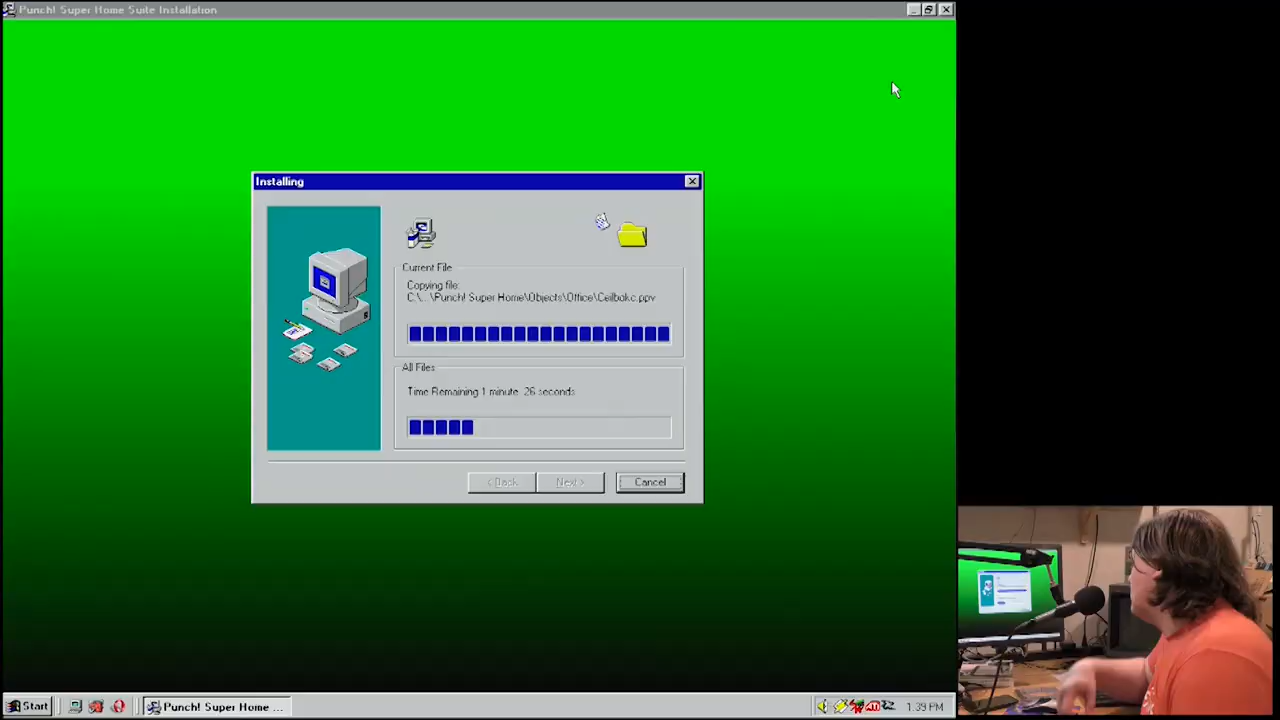 Punch! Super Home Suite Installation
Installing
Current File
Copying file:
C:\...\Punch! Super Home\Objects\Office\Ceilbokc.ppv
All Files
Time Remaining 1 minute 26 seconds
< Back
Next >
Cancel
Start
Punch! Super Home ...
1:39 PM